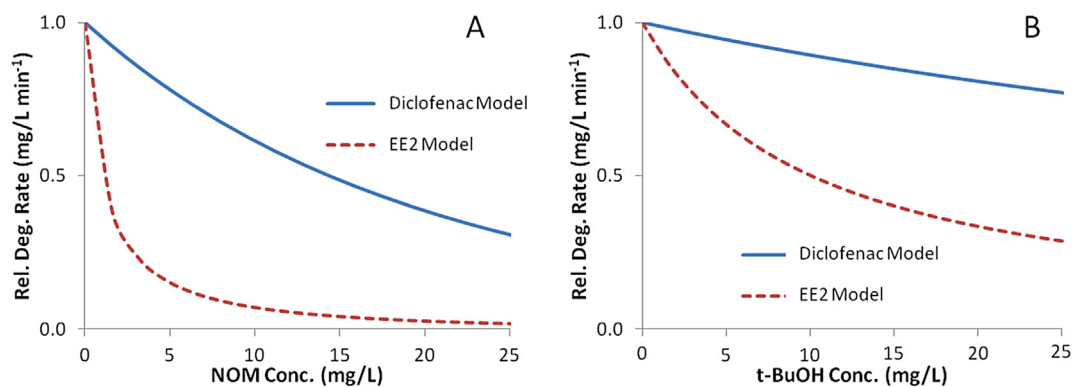 A
Rel. Deg. Rate (mg/L min-1)
1.0
0.5
0.0
Diclofenac Model
EE2 Model
0 5 10 15 20 25
NOM Conc. (mg/L)
B
Rel. Deg. Rate (mg/L min-1)
1.0
0.5
0.0
Diclofenac Model
EE2 Model
0 5 10 15 20 25
t-BuOH Conc. (mg/L)